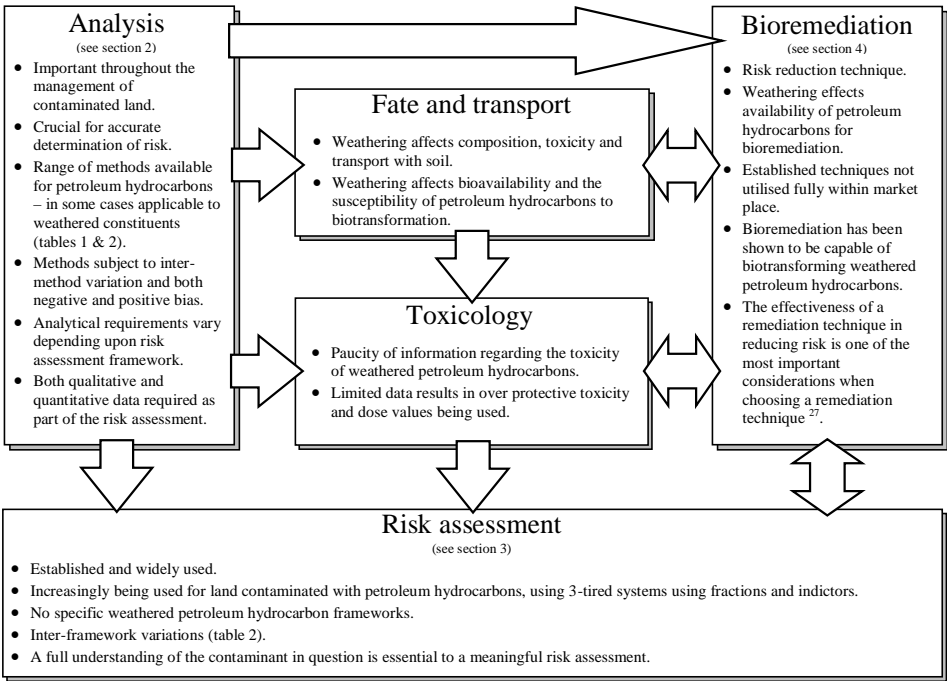 Analysis
(see section 2)
• Important throughout the
management of
contaminated land.
• Crucial for accurate
determination of risk.
• Range of methods available
for petroleum hydrocarbons
– in some cases applicable to
weathered constituents
(tables 1 & 2).
• Methods subject to inter-
method variation and both
negative and positive bias.
• Analytical requirements vary
depending upon risk
assessment framework.
• Both qualitative and
quantitative data required as
part of the risk assessment.
Fate and transport
• Weathering affects composition, toxicity and
transport with soil.
• Weathering affects bioavailability and the
susceptibility of petroleum hydrocarbons to
biotransformation.
Toxicology
• Paucity of information regarding the toxicity
of weathered petroleum hydrocarbons.
• Limited data results in over protective toxicity
and dose values being used.
Bioremediation
(see section 4)
• Risk reduction technique.
• Weathering effects
availability of petroleum
hydrocarbons for
bioremediation.
• Established techniques not
utilised fully within market
place.
• Bioremediation has been
shown to be capable of
biotransforming weathered
petroleum hydrocarbons.
• The effectiveness of a
remediation technique in
reducing risk is one of the
most important
considerations when
choosing a remediation
technique 27.
Risk assessment
(see section 3)
• Established and widely used.
• Increasingly being used for land contaminated with petroleum hydrocarbons, using 3-tired systems using fractions and indictors.
• No specific weathered petroleum hydrocarbon frameworks.
• Inter-framework variations (table 2).
• A full understanding of the contaminant in question is essential to a meaningful risk assessment.